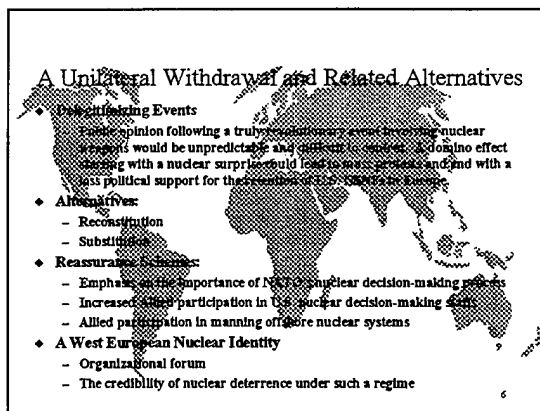 A Unilateral Withdrawal and Related Alternatives
Events
Public opinion following a truly revolutionary event involving nuclear
weapons would be unpredictable and difficult to . A domino effect
starting with a nuclear surprise could lead to mass protests and end with a
loss political support for the retention of U.S. in Europe
Alternatives:
– Reconstitution
– Substitution
Reassurance Schemes:
– Emphasis on the importance of NATO's nuclear decision-making process
– Increased Allied participation in U.S. nuclear decision-making staffs
– Allied participation in manning offshore nuclear systems
A West European Nuclear Identity
– Organizational forum
– The credibility of nuclear deterrence under such a regime
9
6